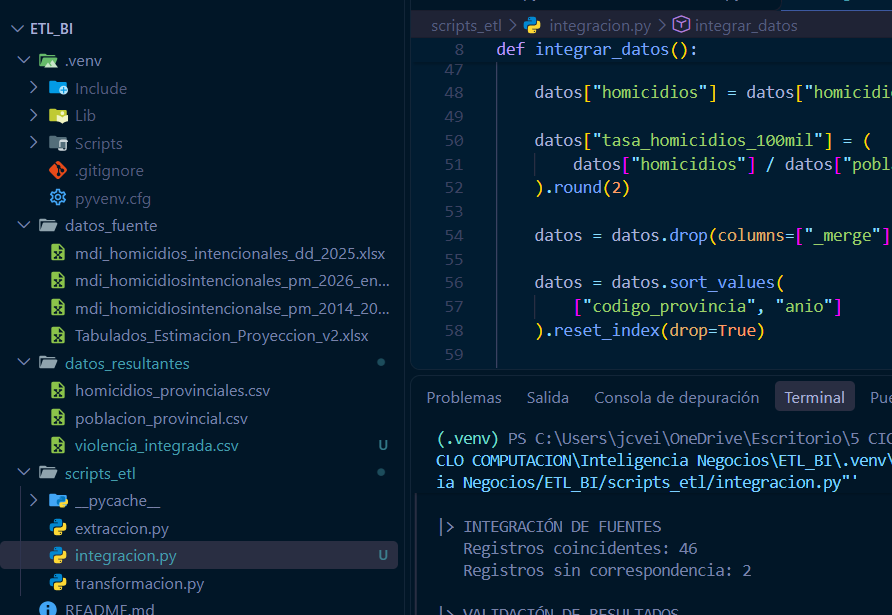 ETL_BI
.venv
Include
Lib
Scripts
.gitignore
pyvenv.cfg
datos_fuente
mdi_homicidios_intencionales_dd_2025.xlsx
mdi_homicidiosintencionales_pm_2026_en...
mdi_homicidiosintencionalse_pm_2014_20...
Tabulados_Estimacion_Proyeccion_v2.xlsx
datos_resultantes
homicidios_provinciales.csv
poblacion_provincial.csv
violencia_integrada.csv U
scripts_etl
__pycache__
extraccion.py
integracion.py U
transformacion.py
README.md
scripts_etl > integracion.py > integrar_datos
8 def integrar_datos():
47
48 datos["homicidios"] = datos["homicidi
49
50 datos["tasa_homicidios_100mil"] = (
51 datos["homicidios"] / datos["pobl
52 ).round(2)
53
54 datos = datos.drop(columns=["_merge"]
55
56 datos = datos.sort_values(
57 ["codigo_provincia", "anio"]
58 ).reset_index(drop=True)
59
Problemas Salida Consola de depuración Terminal Pue
(.venv) PS C:\Users\jcvei\OneDrive\Escritorio\5 CIC
CLO COMPUTACION\Inteligencia Negocios\ETL_BI\.venv\
ia Negocios/ETL_BI/scripts_etl/integracion.py"'
|> INTEGRACIÓN DE FUENTES
Registros coincidentes: 46
Registros sin correspondencia: 2
|> VALIDACIÓN DE RESULTADOS